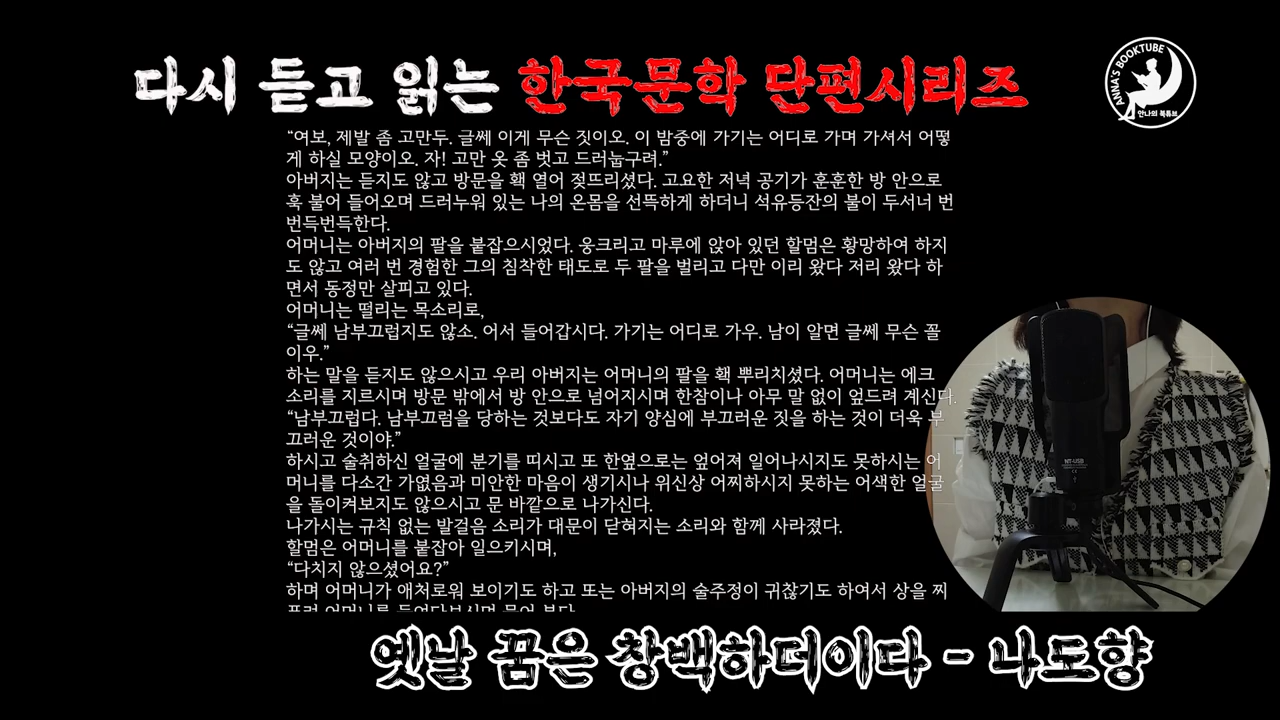 다시 듣고 읽는 한국문학 단편시리즈
ANNA'S BOOKTUBE
안나의 북튜브
“여보, 제발 좀 고만두. 글쎄 이게 무슨 짓이오. 이 밤중에 가기는 어디로 가며 가셔서 어떻
게 하실 모양이오. 자! 고만 옷 좀 벗고 드러눕구려.”
아버지는 듣지도 않고 방문을 홱 열어 젖뜨리셨다. 고요한 저녁 공기가 훈훈한 방 안으로
훅 불어 들어오며 드러누워 있는 나의 온몸을 선뜩하게 하더니 석유등잔의 불이 두서너 번
번득번득한다.
어머니는 아버지의 팔을 붙잡으시었다. 웅크리고 마루에 앉아 있던 할멈은 황망하여 하지
도 않고 여러 번 경험한 그의 침착한 태도로 두 팔을 벌리고 다만 이리 왔다 저리 왔다 하
면서 동정만 살피고 있다.
어머니는 떨리는 목소리로,
“글쎄 남부끄럽지도 않소. 어서 들어갑시다. 가기는 어디로 가우. 남이 알면 글쎄 무슨 꼴
이우.”
하는 말을 듣지도 않으시고 우리 아버지는 어머니의 팔을 홱 뿌리치셨다. 어머니는 에크
소리를 지르시며 방문 밖에서 방 안으로 넘어지시며 한참이나 아무 말 없이 엎드려 계신다.
“남부끄럽다. 남부끄럼을 당하는 것보다도 자기 양심에 부끄러운 짓을 하는 것이 더욱 부
끄러운 것이야.”
하시고 술취하신 얼굴에 분기를 띠시고 또 한옆으로는 엎어져 일어나시지도 못하시는 어
머니를 다소간 가엾음과 미안한 마음이 생기시나 위신상 어찌하시지 못하는 어색한 얼굴
을 돌이켜보지도 않으시고 문 바깥으로 나가신다.
나가시는 규칙 없는 발걸음 소리가 대문이 닫혀지는 소리와 함께 사라졌다.
할멈은 어머니를 붙잡아 일으키시며,
“다치지 않으셨어요?”
하며 어머니가 애처로워 보이기도 하고 또는 아버지의 술주정이 귀찮기도 하여서 상을 찌
푸려 어머니를 들여다보시며 물어 본다.
NT-USB
옛날 꿈은 창백하더이다 - 나도향